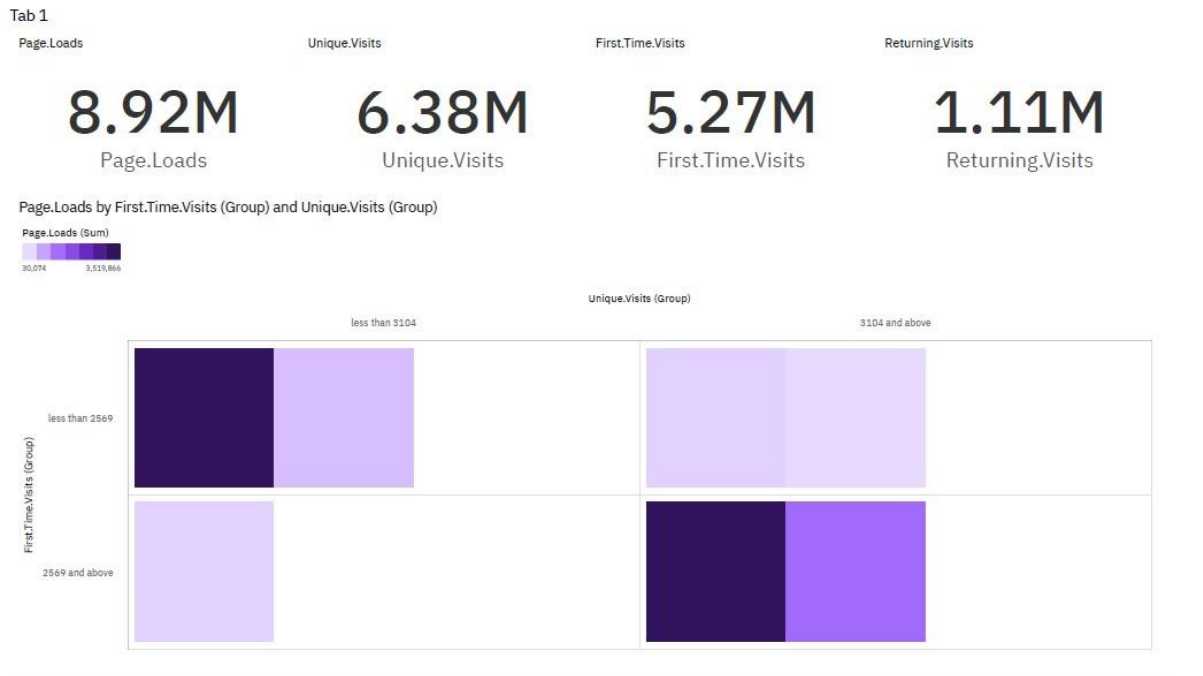 Tab 1
Page.Loads
Unique.Visits
First.Time.Visits
Returning.Visits
8.92M
6.38M
5.27M
1.11M
Page.Loads
Unique.Visits
First.Time.Visits
Returning.Visits
Page.Loads by First.Time.Visits (Group) and Unique.Visits (Group)
Page.Loads (Sum)
30,074
3,519,866
Unique.Visits (Group)
less than 3104
3104 and above
First.Time.Visits (Group)
less than 2569
2569 and above